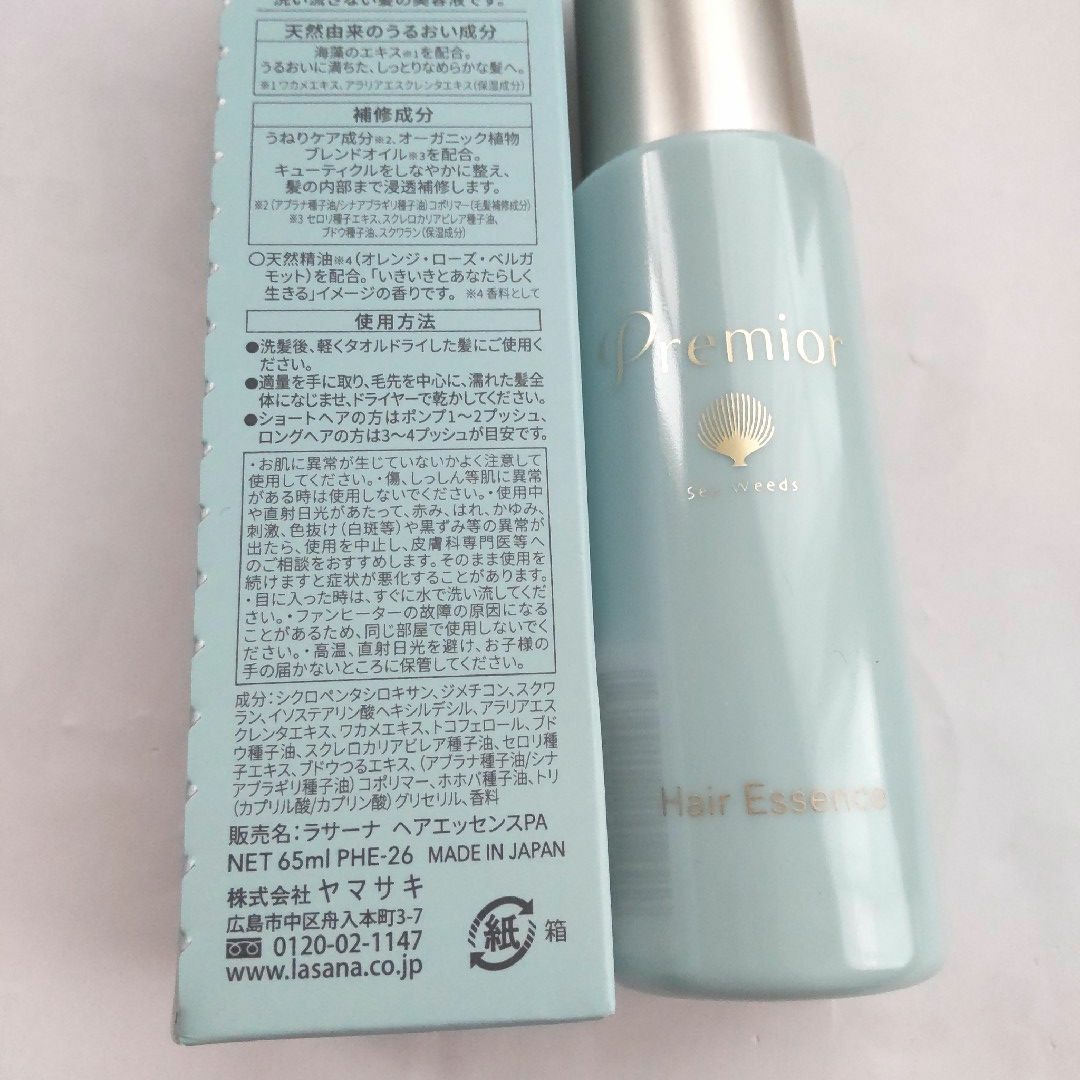 洗い流さない髪の美容液です。
天然由来のうるおい成分
海藻のエキス※1を配合。
うるおいに満ちた、しっとりなめらかな髪へ。
※1 ワカメエキス、アラリアエスクレンタエキス(保湿成分)
補修成分
うねりケア成分※2、オーガニック植物
ブレンドオイル※3を配合。
キューティクルをしなやかに整え、
髪の内部まで浸透補修します。
※2 (アブラナ種子油/シナアブラギリ種子油)コポリマー(毛髪補修成分)
※3 セロリ種子エキス、スクレロカリアビレア種子油、
ブドウ種子油、スクワラン(保湿成分)
○天然精油※4(オレンジ・ローズ・ベルガ
モット)を配合。「いきいきとあなたらしく
生きる」イメージの香りです。 ※4 香料として
使用方法
●洗髪後、軽くタオルドライした髪にご使用く
ださい。
●適量を手に取り、毛先を中心に、濡れた髪全
体になじませ、ドライヤーで乾かしてください。
●ショートヘアの方はポンプ1〜2プッシュ、
ロングヘアの方は3〜4プッシュが目安です。
・お肌に異常が生じていないかよく注意して
使用してください。・傷、しっしん等肌に異常
がある時は使用しないでください。・使用中
や直射日光があたって、赤み、はれ、かゆみ、
刺激、色抜け(白斑等)や黒ずみ等の異常が
出たら、使用を中止し、皮膚科専門医等へ
のご相談をおすすめします。そのまま使用を
続けますと症状が悪化することがあります。
・目に入った時は、すぐに水で洗い流してくだ
さい。・ファンヒーターの故障の原因になる
ことがあるため、同じ部屋で使用しないでく
ださい。・高温、直射日光を避け、お子様の
手の届かないところに保管してください。
成分:シクロペンタシロキサン、ジメチコン、スクワ
ラン、イソステアリン酸ヘキシルデシル、アラリアエス
クレンタエキス、ワカメエキス、トコフェロール、ブド
ウ種子油、スクレロカリアビレア種子油、セロリ種
子エキス、ブドウつるエキス、(アブラナ種子油/シナ
アブラギリ種子油)コポリマー、ホホバ種子油、トリ
(カプリル酸/カプリン酸)グリセリル、香料
販売名:ラサーナ ヘアエッセンスPA
NET 65ml PHE-26 MADE IN JAPAN
株式会社 ヤマサキ
広島市中区舟入本町3-7
0120-02-1147
www.lasana.co.jp
紙 箱
Premior
Sea Weeds
Hair Essence